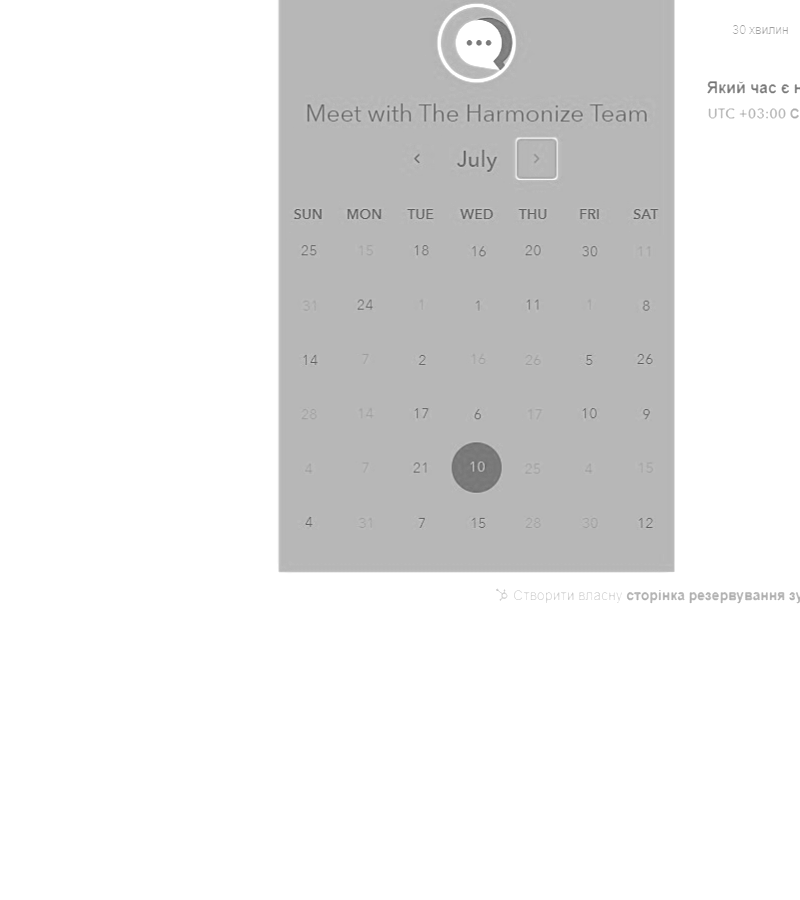 30 хвилин
Який час є н
UTC +03:00 С
Meet with The Harmonize Team
July
SUN MON TUE WED THU FRI SAT
25 15 18 16 20 30 11
31 24 1 1 11 1 8
14 7 2 16 26 5 26
28 14 17 6 17 10 9
4 7 21 10 25 4 15
4 31 7 15 28 30 12
Створити власну сторінка резервування зу